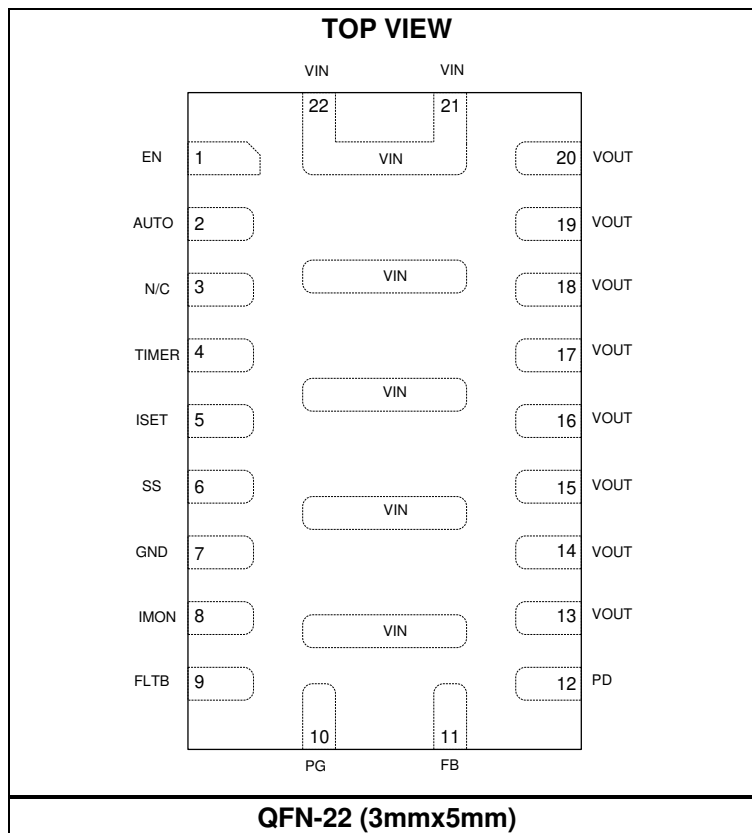 TOP VIEW
VIN VIN
22 21
EN 1 VIN 20 VOUT
AUTO 2 19 VOUT
N/C 3 VIN 18 VOUT
TIMER 4 17 VOUT
VIN
ISET 5 16 VOUT
SS 6 15 VOUT
VIN
GND 7 14 VOUT
IMON 8 VIN 13 VOUT
FLTB 9 12 PD
10 11
PG FB
QFN-22 (3mmx5mm)